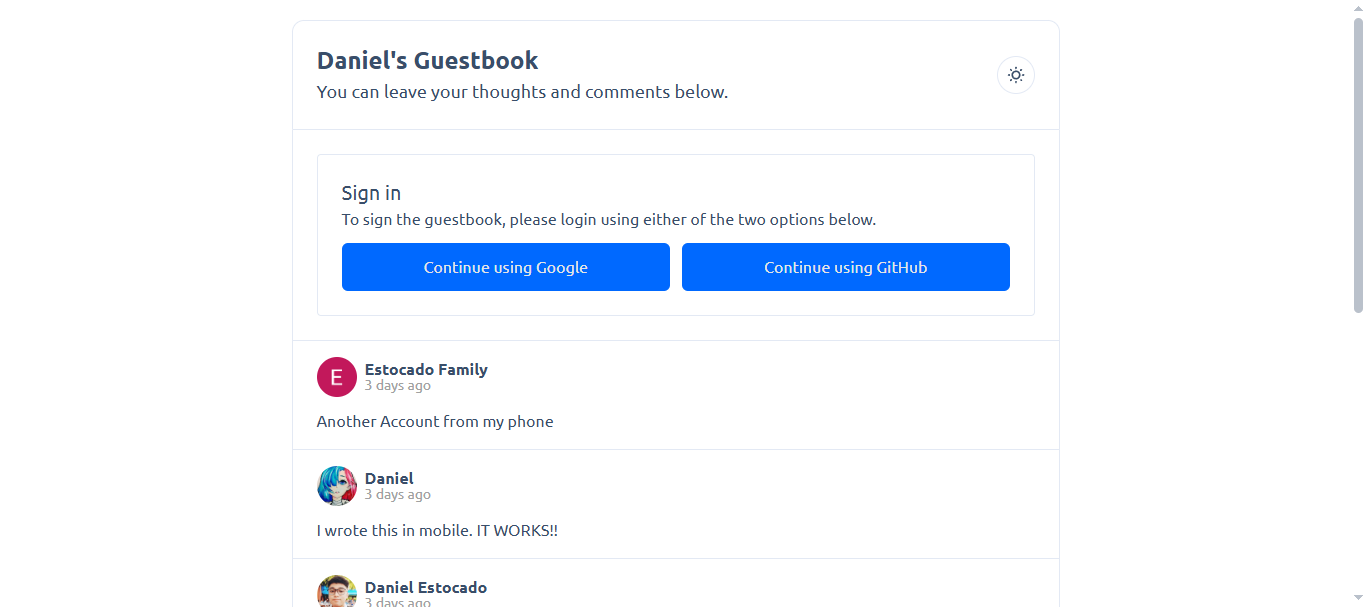 Daniel's Guestbook
You can leave your thoughts and comments below.
Sign in
To sign the guestbook, please login using either of the two options below.
Continue using Google
Continue using GitHub
E
Estocado Family
3 days ago
Another Account from my phone
Daniel
3 days ago
I wrote this in mobile. IT WORKS!!
Daniel Estocado
3 days ago